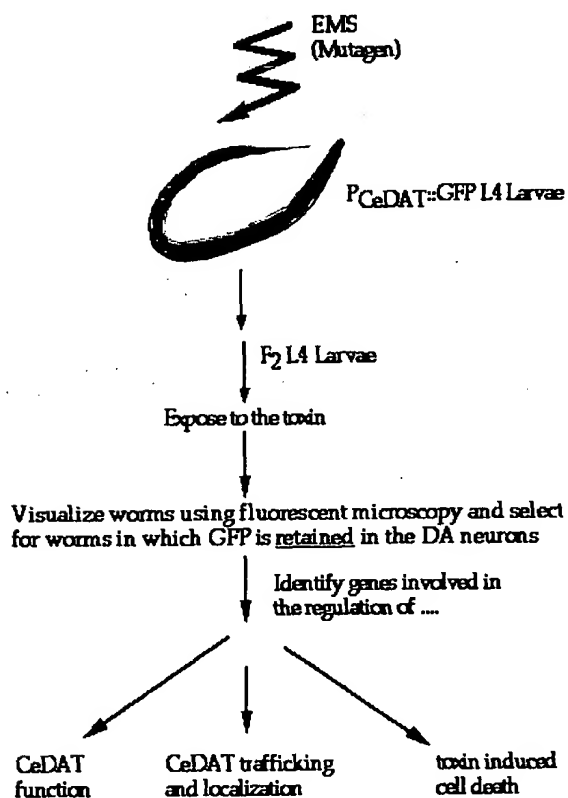 EMS
(Mutagen)
PCeDAT::GFP L4 Larvae
F2 L4 Larvae
Expose to the toxin
Visualize worms using fluorescent microscopy and select
for worms in which GFP is retained in the DA neurons
Identify genes involved in
the regulation of ....
CeDAT
function
CeDAT trafficking
and localization
toxin induced
cell death